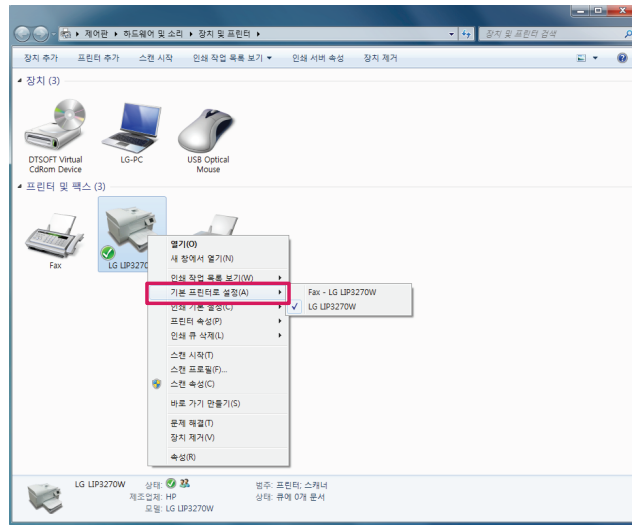 제어판 ▸ 하드웨어 및 소리 ▸ 장치 및 프린터 ▸
장치 및 프린터 검색
장치 추가 프린터 추가 스캔 시작 인쇄 작업 목록 보기 ▼ 인쇄 서버 속성 장치 제거
장치 (3)
DTSOFT Virtual CdRom Device
LG-PC
USB Optical Mouse
프린터 및 팩스 (3)
Fax
LG LIP3270
열기(O)
새 창에서 열기(N)
인쇄 작업 목록 보기(W)
기본 프린터로 설정(A)
Fax - LG LIP3270W
인쇄 기본 설정(C)
LG LIP3270W
프린터 속성(P)
인쇄 큐 삭제(L)
스캔 시작(T)
스캔 프로필(F)...
스캔 속성(C)
바로 가기 만들기(S)
문제 해결(T)
장치 제거(V)
속성(R)
LG LIP3270W 상태: 범주: 프린터; 스캐너
제조업체: HP 상태: 큐에 0개 문서
모델: LG LIP3270W